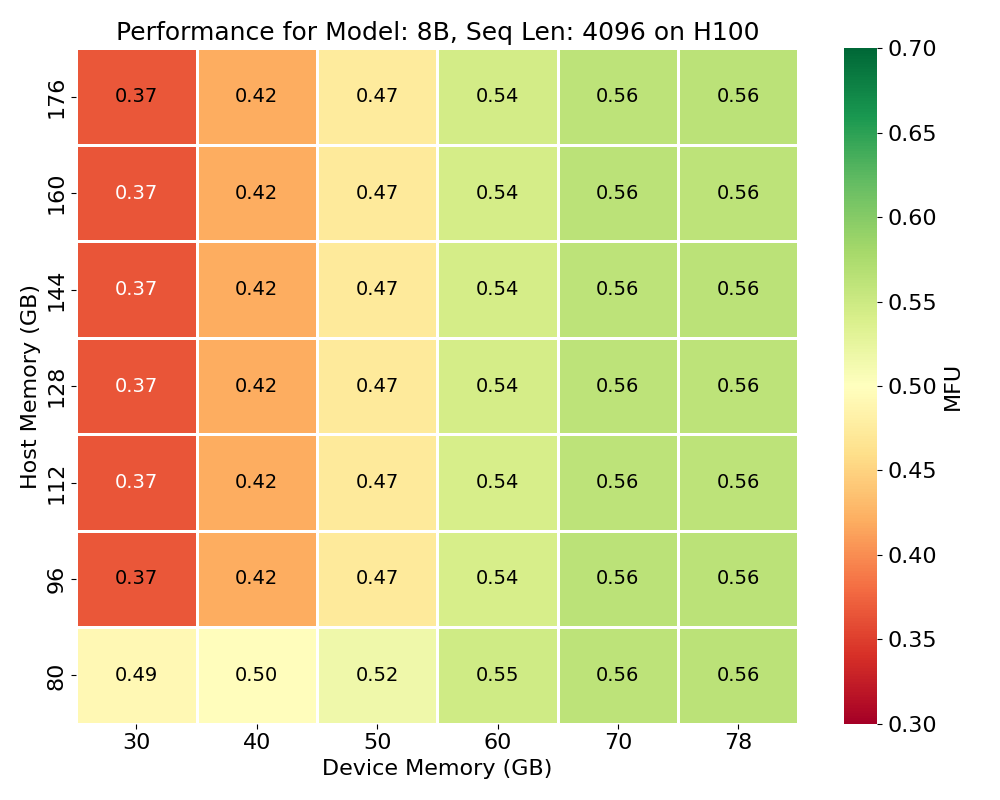 Performance for Model: 8B, Seq Len: 4096 on H100
Host Memory (GB)
176 0.37 0.42 0.47 0.54 0.56 0.56
160 0.37 0.42 0.47 0.54 0.56 0.56
144 0.37 0.42 0.47 0.54 0.56 0.56
128 0.37 0.42 0.47 0.54 0.56 0.56
112 0.37 0.42 0.47 0.54 0.56 0.56
96 0.37 0.42 0.47 0.54 0.56 0.56
80 0.49 0.50 0.52 0.55 0.56 0.56
30 40 50 60 70 78
Device Memory (GB)
0.70
0.65
0.60
0.55
0.50
0.45
0.40
0.35
0.30
MFU